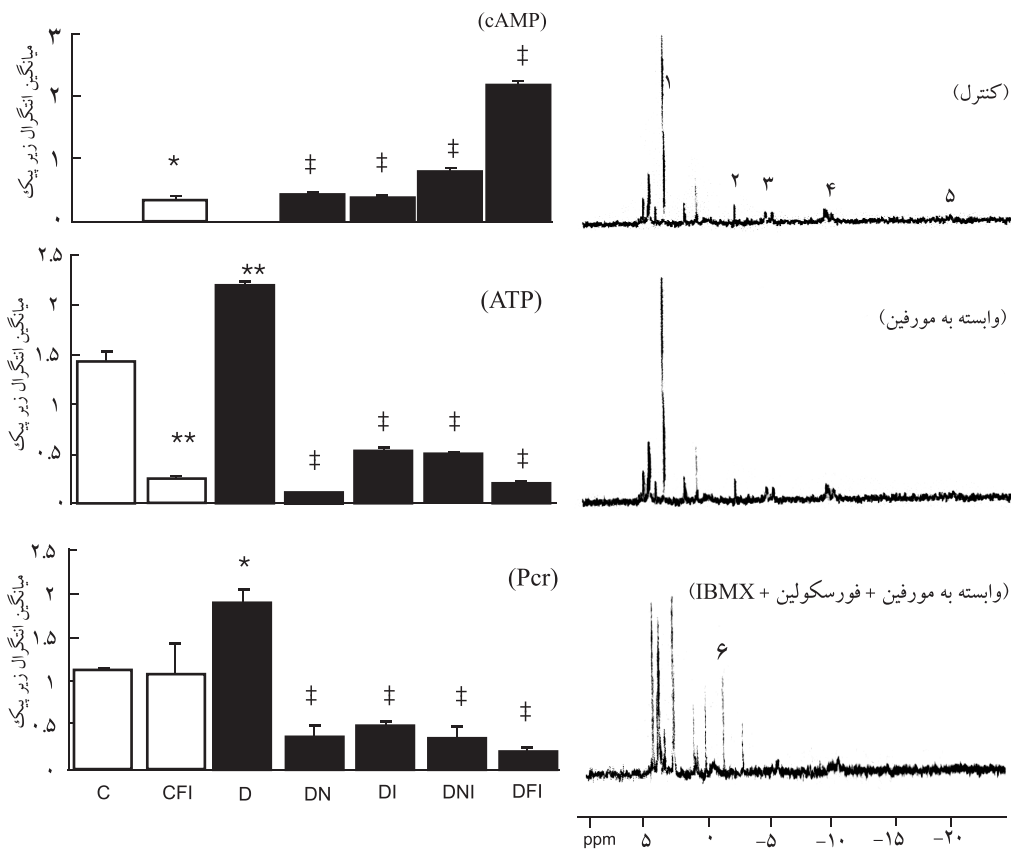 (cAMP)
میانگین انتگرال زیر پیک
۳
۲
۱
۰
*
‡
‡
‡
‡
(ATP)
میانگین انتگرال زیر پیک
۲.۵
۲
۱.۵
۱
۰.۵
۰
**
**
‡
‡
‡
‡
(Pcr)
میانگین انتگرال زیر پیک
۲.۵
۲
۱.۵
۱
۰.۵
۰
*
‡
‡
‡
‡
C CFI D DN DI DNI DFI
(کنترل)
۱
۲ ۳ ۴ ۵
(وابسته به مورفین)
(وابسته به مورفین + فورسکولین + IBMX)
۶
ppm ۵ ۰ -۵ -۱۰ -۱۵ -۲۰